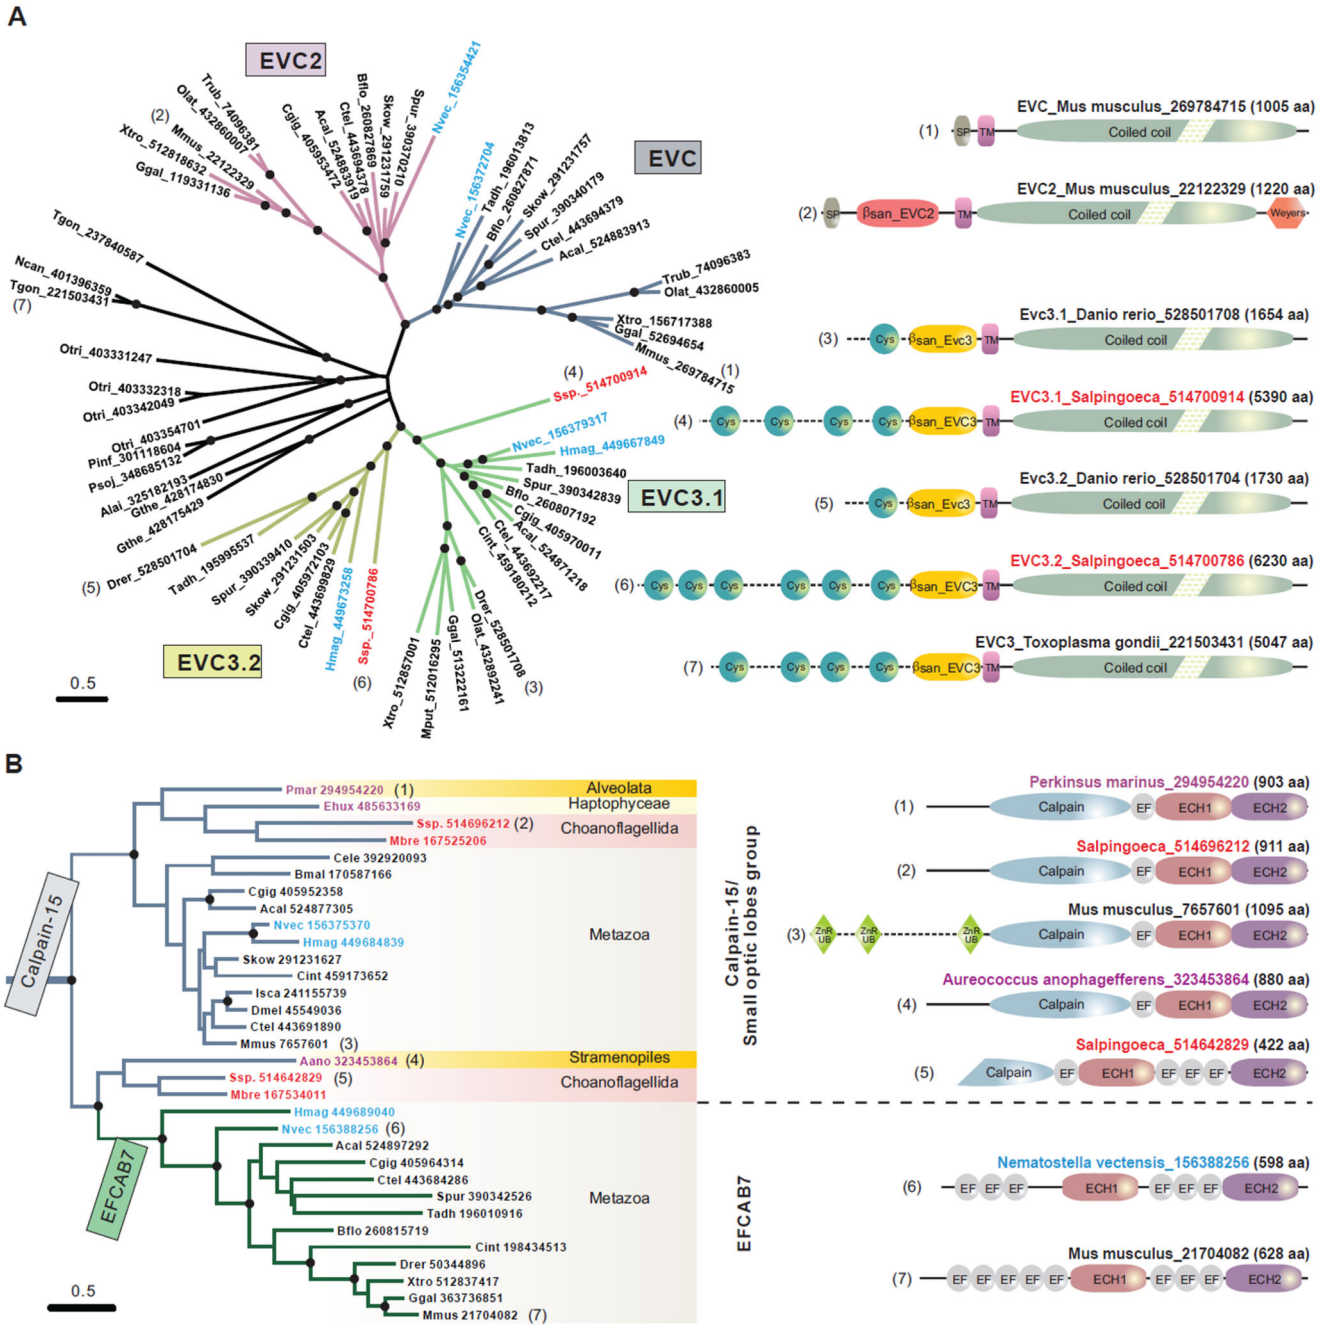 A
EVC2
Trub_74096381
Olat_432860007
(2)
Mmus_22122329
Xtro_512818632
Ggal_119331136
Cgig_405953472
Acal_524883919
Ctel_443694378
Bflo_260827869
Skow_291231759
Spur_390370210
Nvec_156354421
EVC
Nvec_156372704
Tadh_196013813
Bflo_260827871
Skow_291231757
Spur_390340179
Ctel_443694379
Acal_524883913
Trub_74096383
Olat_432860005
Xtro_156717388
Ggal_52694654
Mmus_269784715
(1)
Tgon_237840587
Ncan_401396359
Tgon_221503431
(7)
Otri_403331247
Otri_403332318
Otri_403342049
Otri_403354701
Pinf_301118604
Psoj_348685132
Alai_325182193
Gthe_428174830
Gthe_428175429
(4)
Ssp._514700914
Nvec_156379317
Hmag_449667849
Tadh_196003640
Spur_390342839
EVC3.1
Bflo_260807192
Cgig_405970011
Acal_524871218
Ctel_443692217
Cint_459180212
Drer_528501708
(3)
Olat_432892241
Ggal_513222161
Mput_512016295
Xtro_512857001
(5)
Drer_528501704
Tadh_195995537
Spur_390339410
Skow_291231503
Cgig_405972103
Ctel_443699829
Hmag_449673258
Ssp._514700786
(6)
EVC3.2
0.5
EVC_Mus musculus_269784715 (1005 aa)
(1) SP TM Coiled coil
EVC2_Mus musculus_22122329 (1220 aa)
(2) SP βsan_EVC2 TM Coiled coil Weyers
Evc3.1_Danio rerio_528501708 (1654 aa)
(3) Cys βsan_Evc3 TM Coiled coil
EVC3.1_Salpingoeca_514700914 (5390 aa)
(4) Cys Cys Cys Cys βsan_EVC3 TM Coiled coil
Evc3.2_Danio rerio_528501704 (1730 aa)
(5) Cys βsan_Evc3 TM Coiled coil
EVC3.2_Salpingoeca_514700786 (6230 aa)
(6) Cys Cys Cys Cys Cys Cys βsan_EVC3 TM Coiled coil
EVC3_Toxoplasma gondii_221503431 (5047 aa)
(7) Cys Cys Cys Cys βsan_EVC3 TM Coiled coil
B
Calpain-15
EFCAB7
Pmar 294954220 (1) Alveolata
Ehux 485633169 Haptophyceae
Ssp. 514696212 (2) Choanoflagellida
Mbre 167525206
Cele 392920093
Bmal 170587166
Cgig 405952358
Acal 524877305
Nvec 156375370
Metazoa
Hmag 449684839
Skow 291231627
Cint 459173652
Isca 241155739
Dmel 45549036
Ctel 443691890
Mmus 7657601 (3)
Aano 323453864 (4) Stramenopiles
Ssp. 514642829 (5) Choanoflagellida
Mbre 167534011
Hmag 449689040
Nvec 156388256 (6)
Acal 524897292
Cgig 405964314
Ctel 443684286
Spur 390342526
Metazoa
Tadh 196010916
Bflo 260815719
Cint 198434513
Drer 50344896
Xtro 512837417
Ggal 363736851
Mmus 21704082 (7)
0.5
Calpain-15/
Small optic lobes group
EFCAB7
Perkinsus marinus_294954220 (903 aa)
(1) Calpain EF ECH1 ECH2
Salpingoeca_514696212 (911 aa)
(2) Calpain EF ECH1 ECH2
Mus musculus_7657601 (1095 aa)
(3) ZnR UB ZnR UB ZnR UB Calpain EF ECH1 ECH2
Aureococcus anophagefferens_323453864 (880 aa)
(4) Calpain EF ECH1 ECH2
Salpingoeca_514642829 (422 aa)
(5) Calpain EF ECH1 EF EF EF ECH2
Nematostella vectensis_156388256 (598 aa)
(6) EF EF EF ECH1 EF EF EF ECH2
Mus musculus_21704082 (628 aa)
(7) EF EF EF EF EF ECH1 EF EF EF ECH2